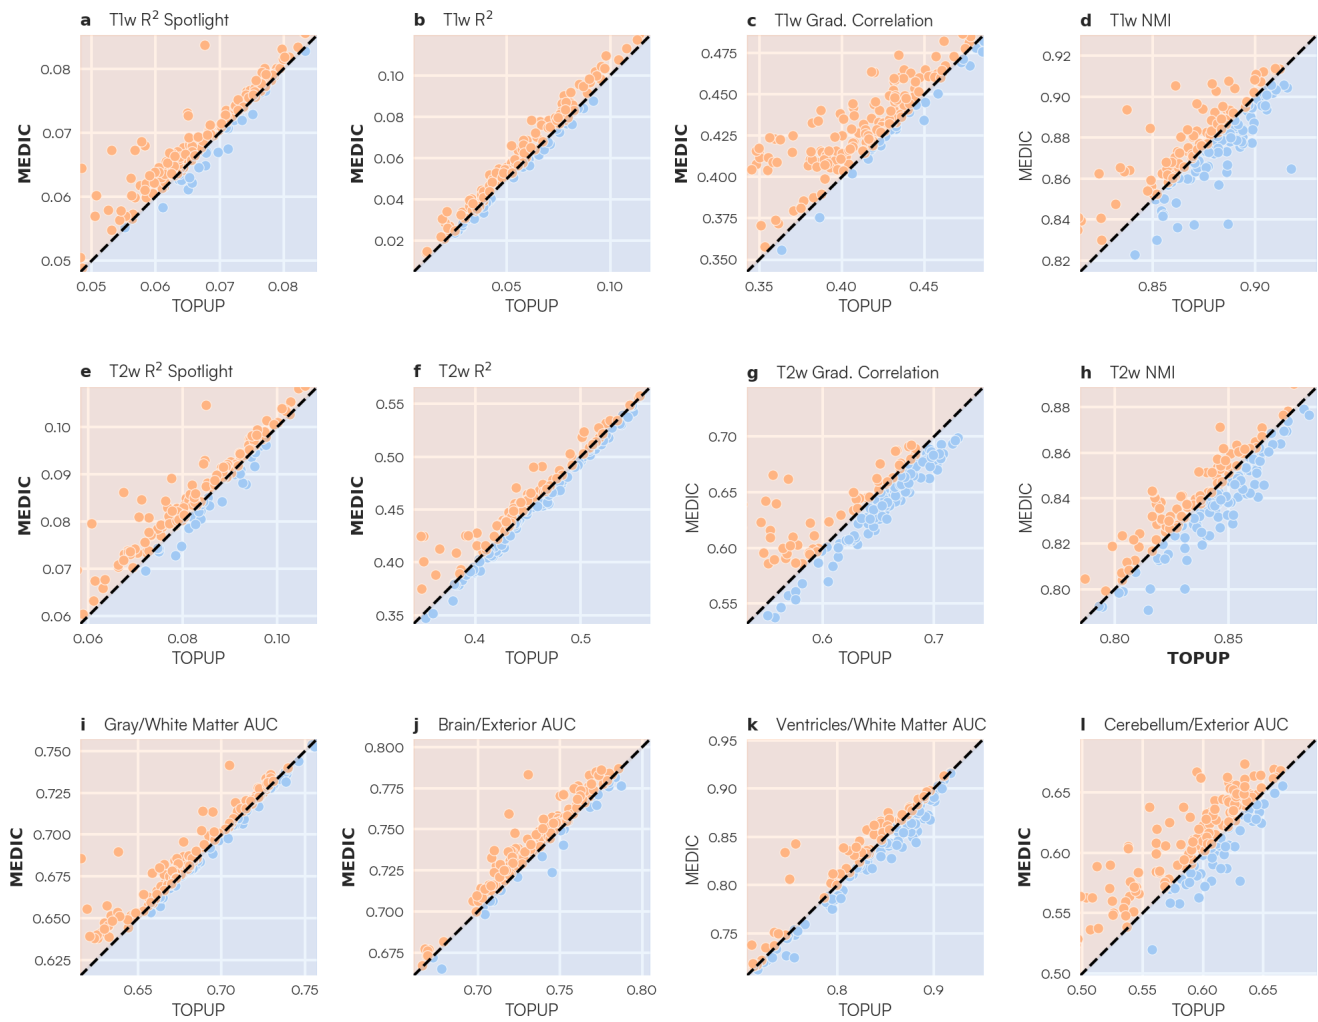 a T1w R² Spotlight
b T1w R²
c T1w Grad. Correlation
d T1w NMI
MEDIC
0.08
0.07
0.06
0.05
0.05 0.06 0.07 0.08
TOPUP
MEDIC
0.10
0.08
0.06
0.04
0.02
0.05 0.10
TOPUP
MEDIC
0.475
0.450
0.425
0.400
0.375
0.350
0.35 0.40 0.45
TOPUP
MEDIC
0.92
0.90
0.88
0.86
0.84
0.82
0.85 0.90
TOPUP
e T2w R² Spotlight
f T2w R²
g T2w Grad. Correlation
h T2w NMI
MEDIC
0.10
0.09
0.08
0.07
0.06
0.06 0.08 0.10
TOPUP
MEDIC
0.55
0.50
0.45
0.40
0.35
0.4 0.5
TOPUP
MEDIC
0.70
0.65
0.60
0.55
0.6 0.7
TOPUP
MEDIC
0.88
0.86
0.84
0.82
0.80
0.80 0.85
TOPUP
i Gray/White Matter AUC
j Brain/Exterior AUC
k Ventricles/White Matter AUC
l Cerebellum/Exterior AUC
MEDIC
0.750
0.725
0.700
0.675
0.650
0.625
0.65 0.70 0.75
TOPUP
MEDIC
0.800
0.775
0.750
0.725
0.700
0.675
0.70 0.75 0.80
TOPUP
MEDIC
0.95
0.90
0.85
0.80
0.75
0.8 0.9
TOPUP
MEDIC
0.65
0.60
0.55
0.50
0.50 0.55 0.60 0.65
TOPUP